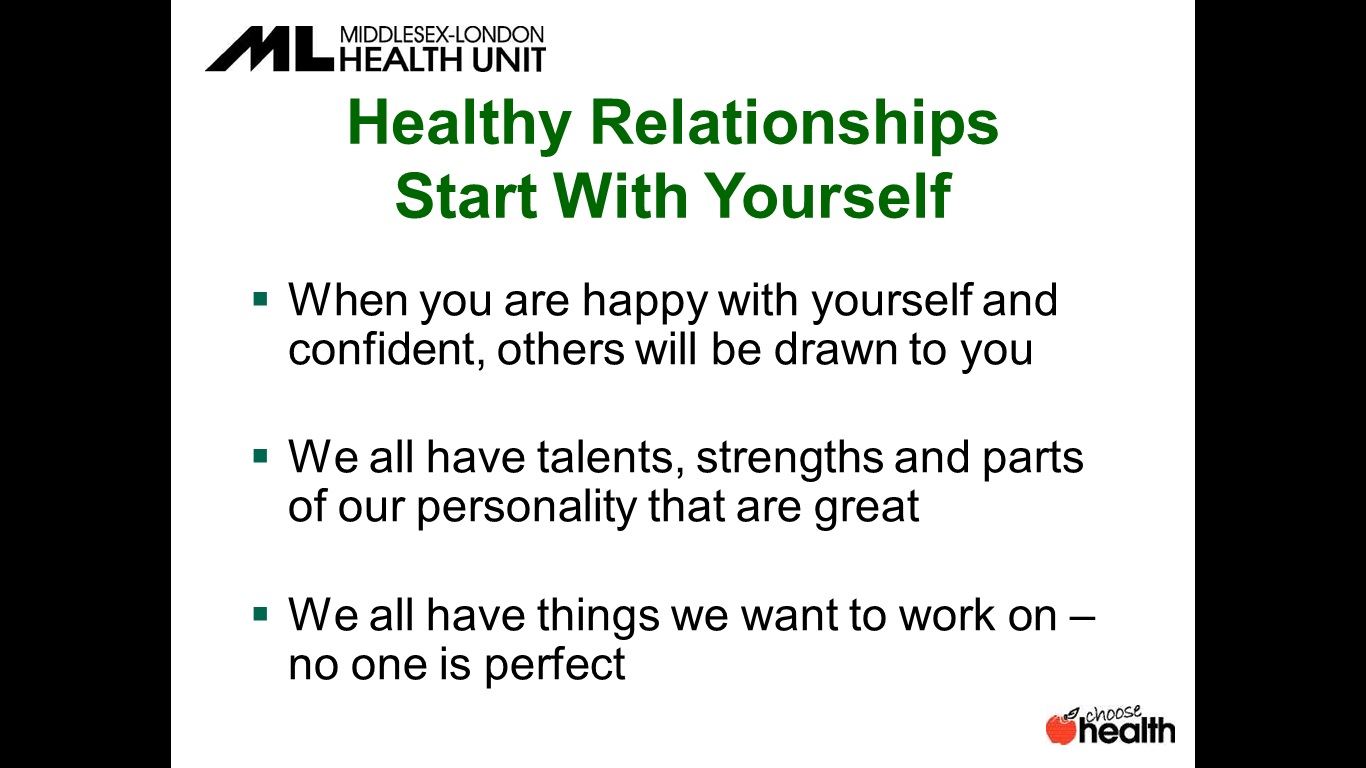 ML MIDDLESEX-LONDON
HEALTH UNIT
Healthy Relationships
Start With Yourself
▪ When you are happy with yourself and
confident, others will be drawn to you
▪ We all have talents, strengths and parts
of our personality that are great
▪ We all have things we want to work on –
no one is perfect
choose
health